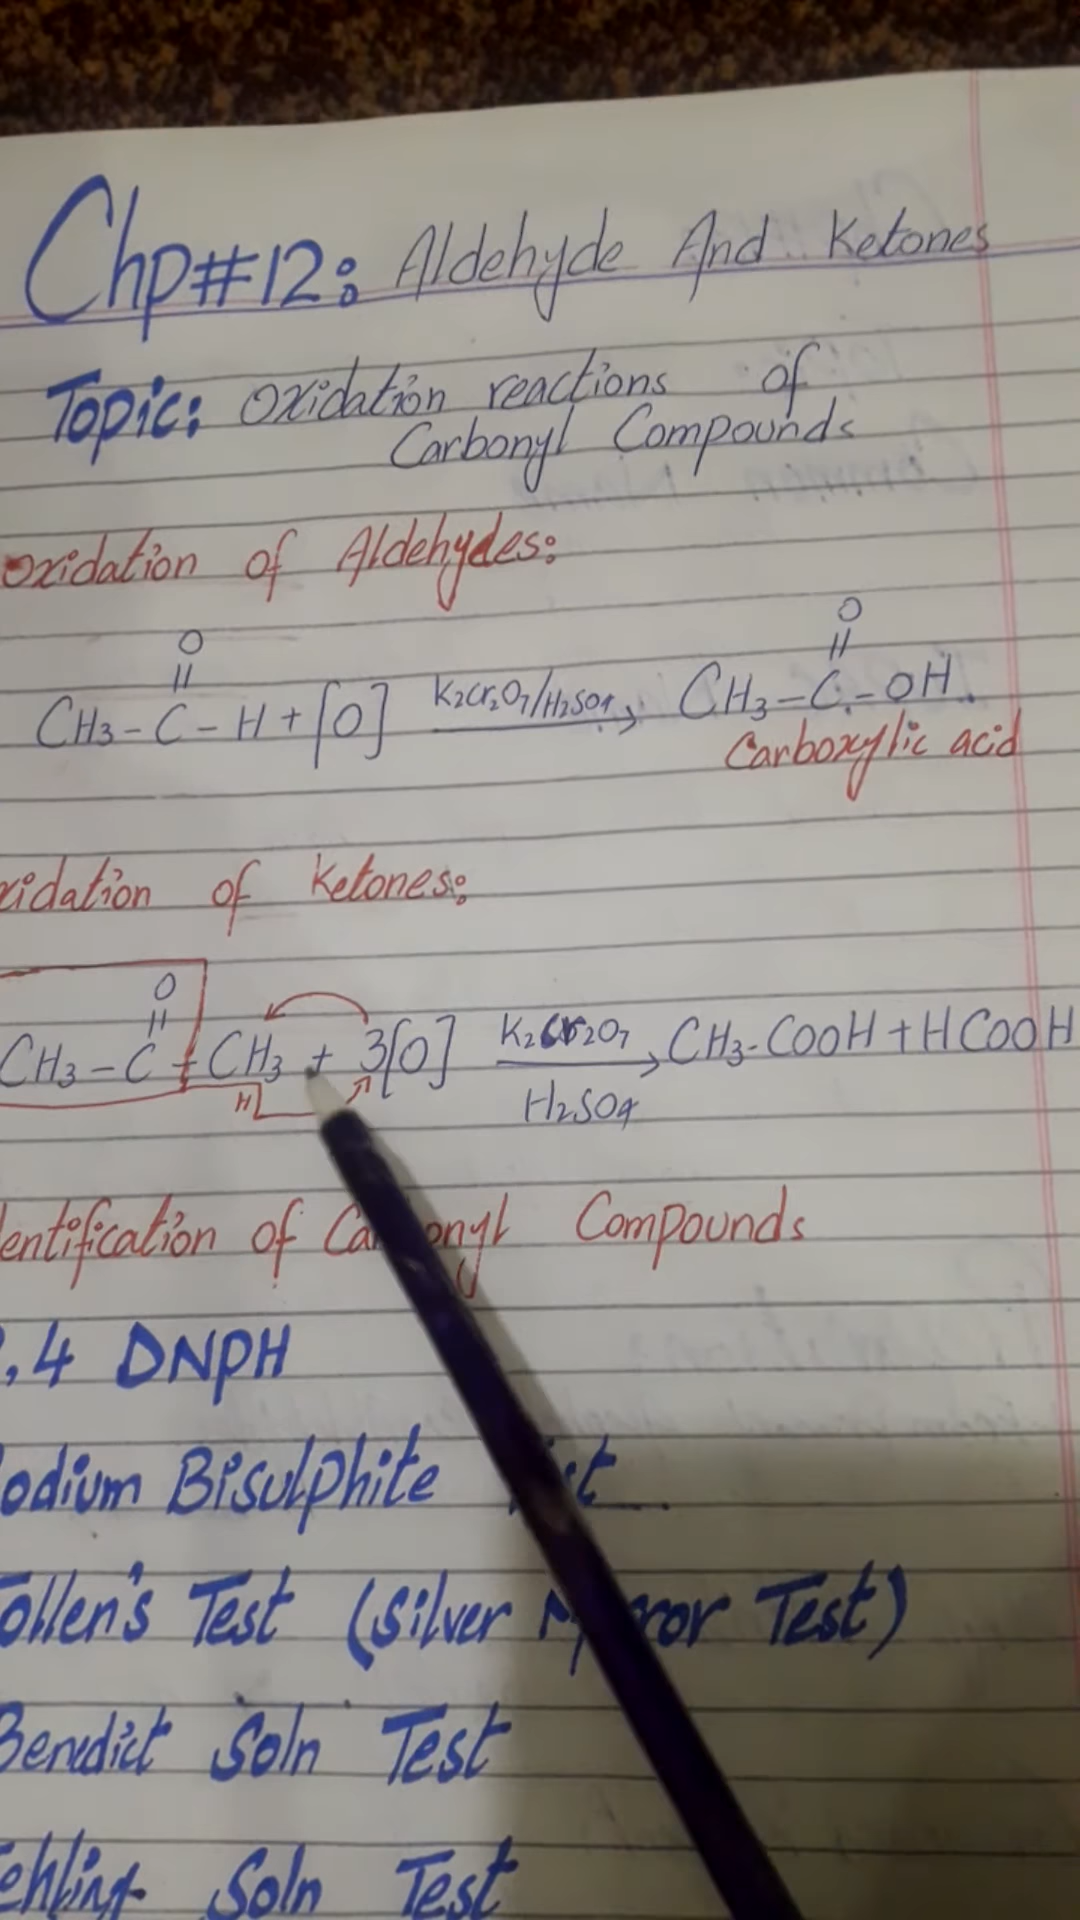 Chp#12: Aldehyde And Ketones
Topic: Oxidation reactions of
Carbonyl Compounds
Oxidation of Aldehydes:
O
||
CH3-C-H+[O] K2Cr2O7/H2SO4 → CH3-C-OH.
O
||
Carboxylic acid
xidation of Ketones:
O
||
CH3-C+CH3 + 3[O] K2Cr2O7 → CH3-COOH+HCOOH
H H2SO4
entification of Compounds
,4 DNPH
odium Bisulphite
ollen's Test (Silver Test)
Benedict Soln Test
Soln Test